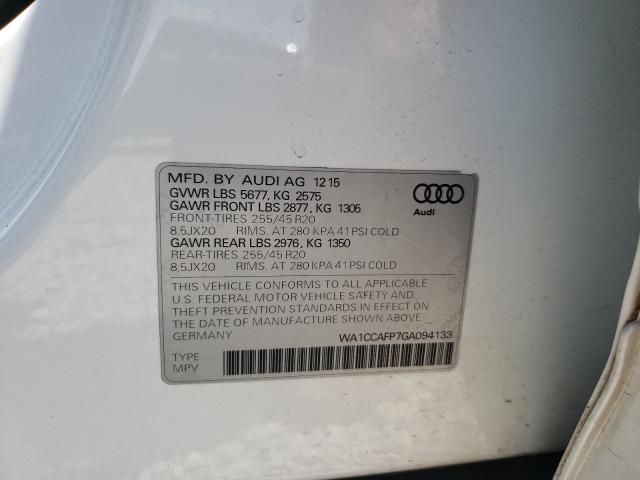 MFD. BY AUDI AG 12 15
GVWR LBS 5677, KG 2575
GAWR FRONT LBS 2877, KG 1305
FRONT-TIRES 255/45 R20
8,5JX20 RIMS, AT 280 KPA 41 PSI COLD
GAWR REAR LBS 2976, KG 1350
REAR-TIRES 255/45 R20
8,5JX20 RIMS, AT 280 KPA 41 PSI COLD
Audi
THIS VEHICLE CONFORMS TO ALL APPLICABLE
U.S. FEDERAL MOTOR VEHICLE SAFETY AND
THEFT PREVENTION STANDARDS IN EFFECT ON
THE DATE OF MANUFACTURE SHOWN ABOVE.
GERMANY WA1CCAFP7GA094133
TYPE
MPV